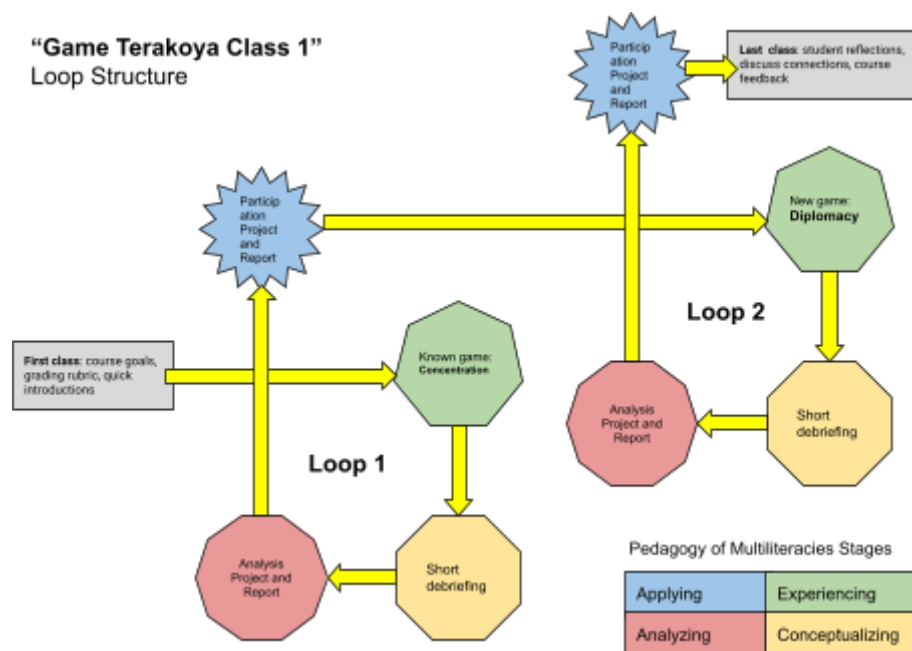 “Game Terakoya Class 1”
Loop Structure
Particip
ation
Project
and
Report
Last class: student reflections,
discuss connections, course
feedback
Particip
ation
Project
and
Report
New game:
Diplomacy
Loop 2
First class: course goals,
grading rubric, quick
introductions
Known game:
Concentration
Analysis
Project and
Report
Short
debriefing
Loop 1
Analysis
Project and
Report
Short
debriefing
Pedagogy of Multiliteracies Stages
Applying
Experiencing
Analyzing
Conceptualizing